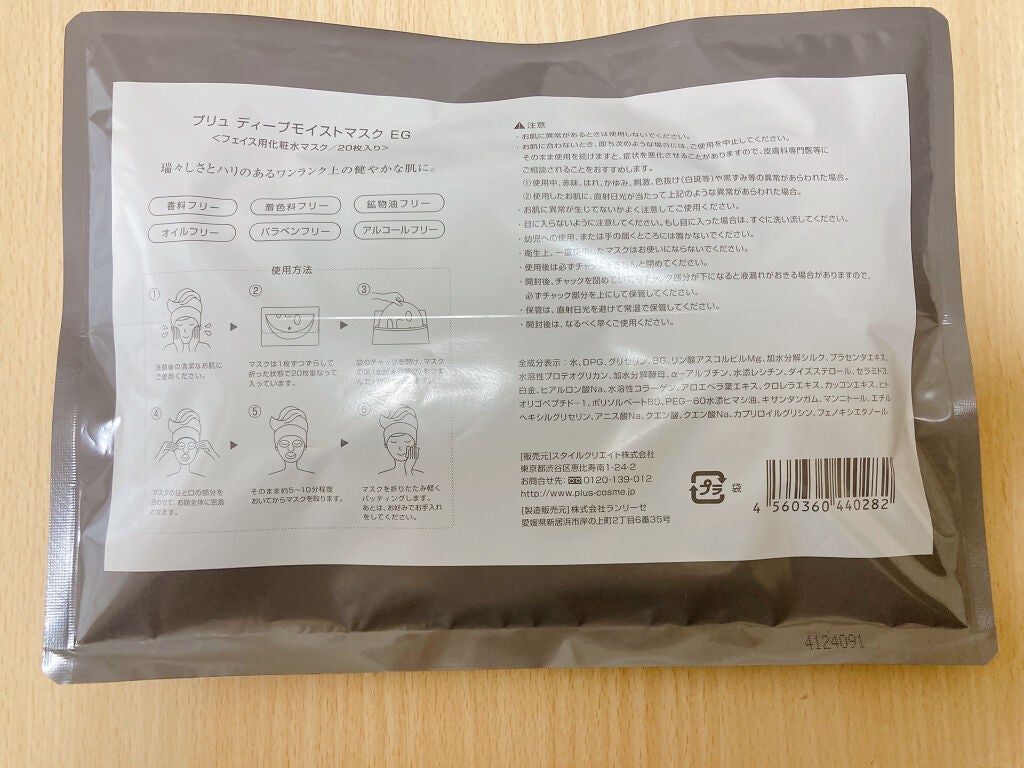 プリュ ディープモイストマスク EG
<フェイス用化粧水マスク/20枚入り>
瑞々しさとハリのあるワンランク上の健やかな肌に。
香料フリー 着色料フリー 鉱物油フリー
オイルフリー パラベンフリー アルコールフリー
使用方法
①
洗顔後の清潔なお肌に
ご使用ください。
②
マスクは1枚ずつずらして
折った状態で20枚重なって
入っています。
③
袋のチャックを開け、マスク
④
マスクの目と口の部分を
合わせて、お顔全体に密着
させます。
⑤
そのまま約5〜10分程度
おいてからマスクを取ります。
⑥
マスクを折りたたみ軽く
パッティングします。
あとは、お好みでお手入れ
をしてください。
⚠注意
・お肌に異常があるときは使用しないでください。
・お肌に合わないとき、即ち次のような場合には、ご使用を中止してください。
そのまま使用を続けますと、症状を悪化させることがありますので、皮膚科専門医等に
ご相談されることをおすすめします。
①使用中、赤味、はれ、かゆみ、刺激、色抜け(白斑等)や黒ずみ等の異常があらわれた場合。
②使用したお肌に、直射日光が当たって上記のような異常があらわれた場合。
・お肌に異常が生じてないかよく注意してご使用ください。
・目に入らないように注意してください。もし目に入った場合は、すぐに洗い流してください。
・幼児への使用、または手の届くところには置かないでください。
・衛生上、一度使用したマスクはお使いにならないでください。
・使用後は必ずチャックをきちんと閉めてください。
・開封後、チャックを閉めていてもチャック部分が下になると液漏れがおきる場合がありますので、
必ずチャック部分を上にして保管してください。
・保管は、直射日光を避けて常温で保管してください。
・開封後は、なるべく早くご使用ください。
全成分表示：水、DPG、グリセリン、BG、リン酸アスコルビルMg、加水分解シルク、プラセンタエキス、
水溶性プロテオグリカン、加水分解酵母、α-アルブチン、水添レシチン、ダイズステロール、セラミド3、
白金、ヒアルロン酸Na、水溶性コラーゲン、アロエベラ葉エキス、クロレラエキス、カッコンエキス、ヒト
オリゴペプチド-1、ポリソルベート80、PEG-60水添ヒマシ油、キサンタンガム、マンニトール、エチル
ヘキシルグリセリン、アニス酸Na、クエン酸、クエン酸Na、カプリロイルグリシン、フェノキシエタノール
[販売元]スタイルクリエイト株式会社
東京都渋谷区恵比寿南1-24-2
お問合せ先：0120-139-012
http://www.plus-cosme.jp/
[製造販売元]株式会社ランリーゼ
愛媛県新居浜市岸の上町2丁目6番35号
プラ 袋
4 560360 440282
4124091